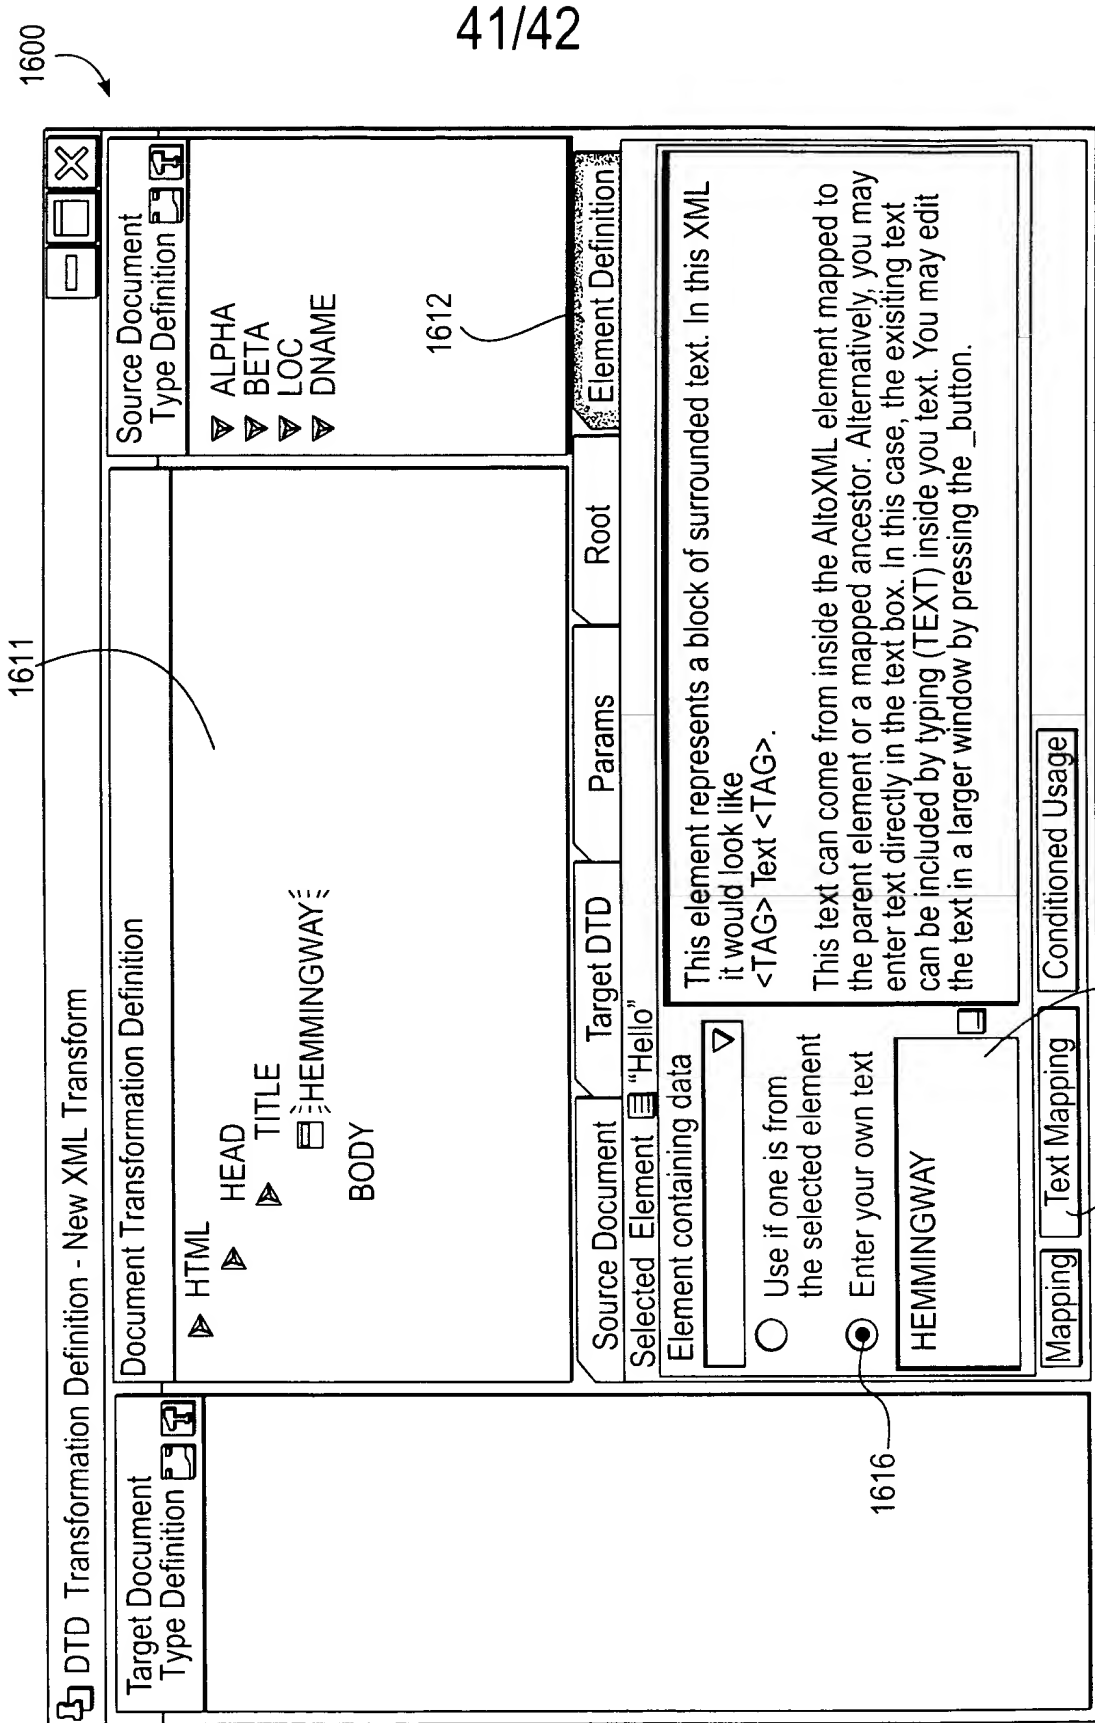 41/42
1600
DTD Transformation Definition - New XML Transform
1611
Target Document
Type Definition
Document Transformation Definition
HTML
HEAD
TITLE
HEMMINGWAY
BODY
Source Document
Type Definition
ALPHA
BETA
LOC
DNAME
1612
Source Document
Target DTD
Params
Root
Element Definition
Selected Element "Hello"
Element containing data
Use if one is from
the selected element
Enter your own text
1616
HEMMINGWAY
This element represents a block of surrounded text. In this XML
it would look like
<TAG> Text <TAG>.
This text can come from inside the AltoXML element mapped to
the parent element or a mapped ancestor. Alternatively, you may
enter text directly in the text box. In this case, the exisiting text
can be included by typing (TEXT) inside you text. You may edit
the text in a larger window by pressing the _button.
Mapping
Text Mapping
Conditioned Usage